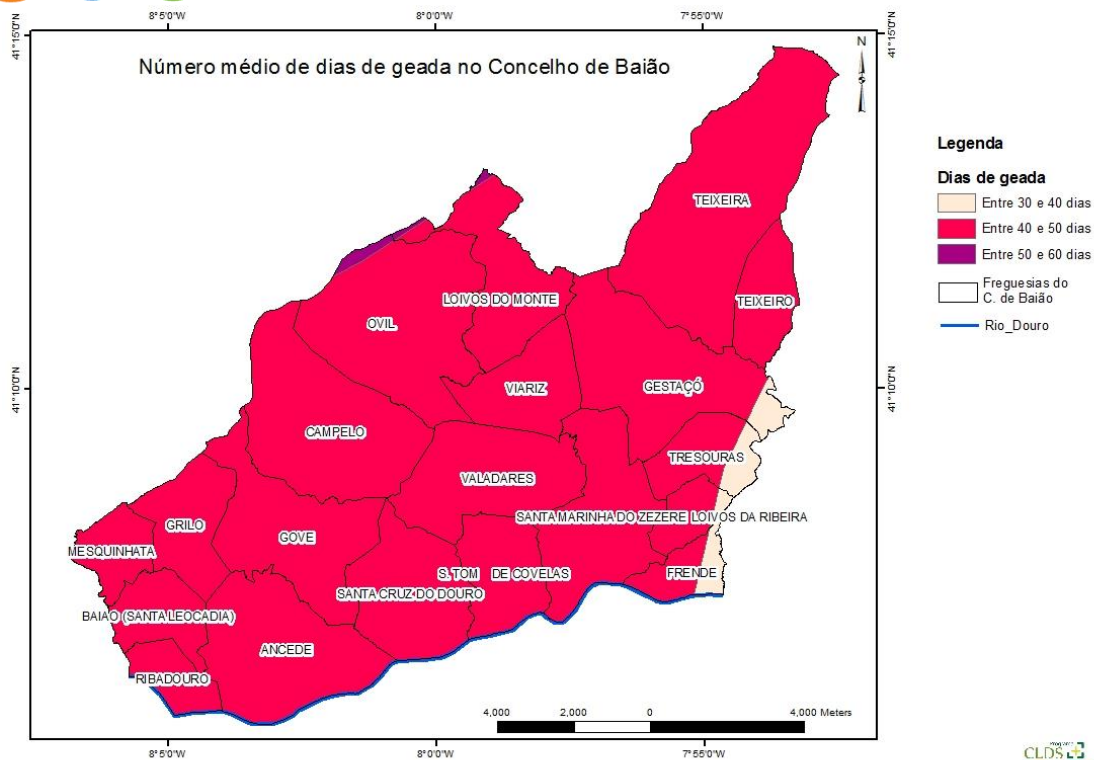 8°5'0"W 8°0'0"W 7°55'0"W
41°15'0"N
41°15'0"N
Número médio de dias de geada no Concelho de Baião
N
Legenda
Dias de geada
Entre 30 e 40 dias
Entre 40 e 50 dias
Entre 50 e 60 dias
Freguesias do
C. de Baião
Rio_Douro
TEIXEIRA
TEIXEIRO
LOIVOS DO MONTE
OVIL
41°10'0"N
41°10'0"N
VIARIZ
GESTAÇÓ
CAMPELO
TRESOURAS
VALADARES
SANTA MARINHA DO ZEZERE
LOIVOS DA RIBEIRA
GRILO
GOVE
MESQUINHATA
S. TOM DE COVELAS
FRENDE
SANTA CRUZ DO DOURO
BAIAO (SANTA LEOCADIA)
ANCEDE
RIBADOURO
4,000 2,000 0 4,000 Meters
8°5'0"W 8°0'0"W 7°55'0"W
CLDS